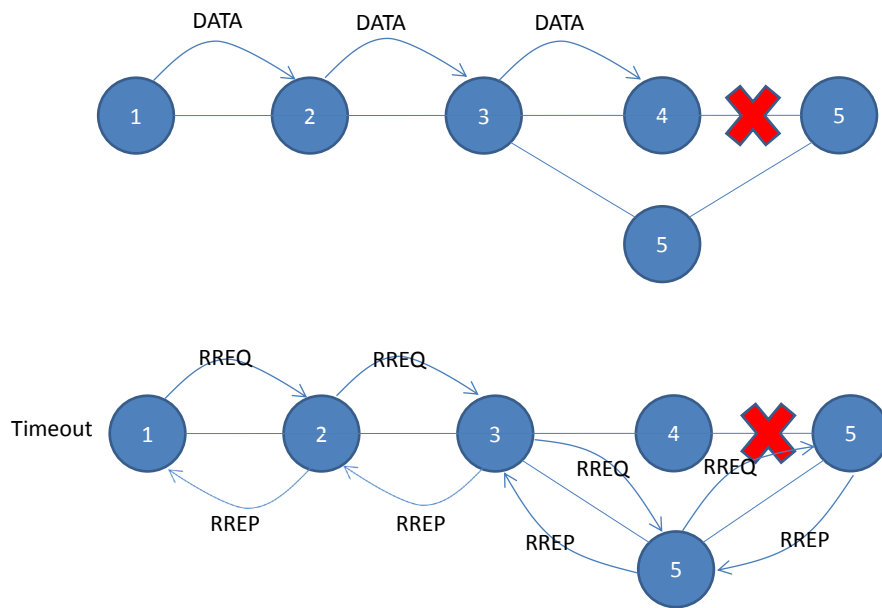 DATA DATA DATA
1 2 3 4 5
5
RREQ RREQ
Timeout 1 2 3 4 5
RREQ RREQ
RREP RREP RREP RREP
5